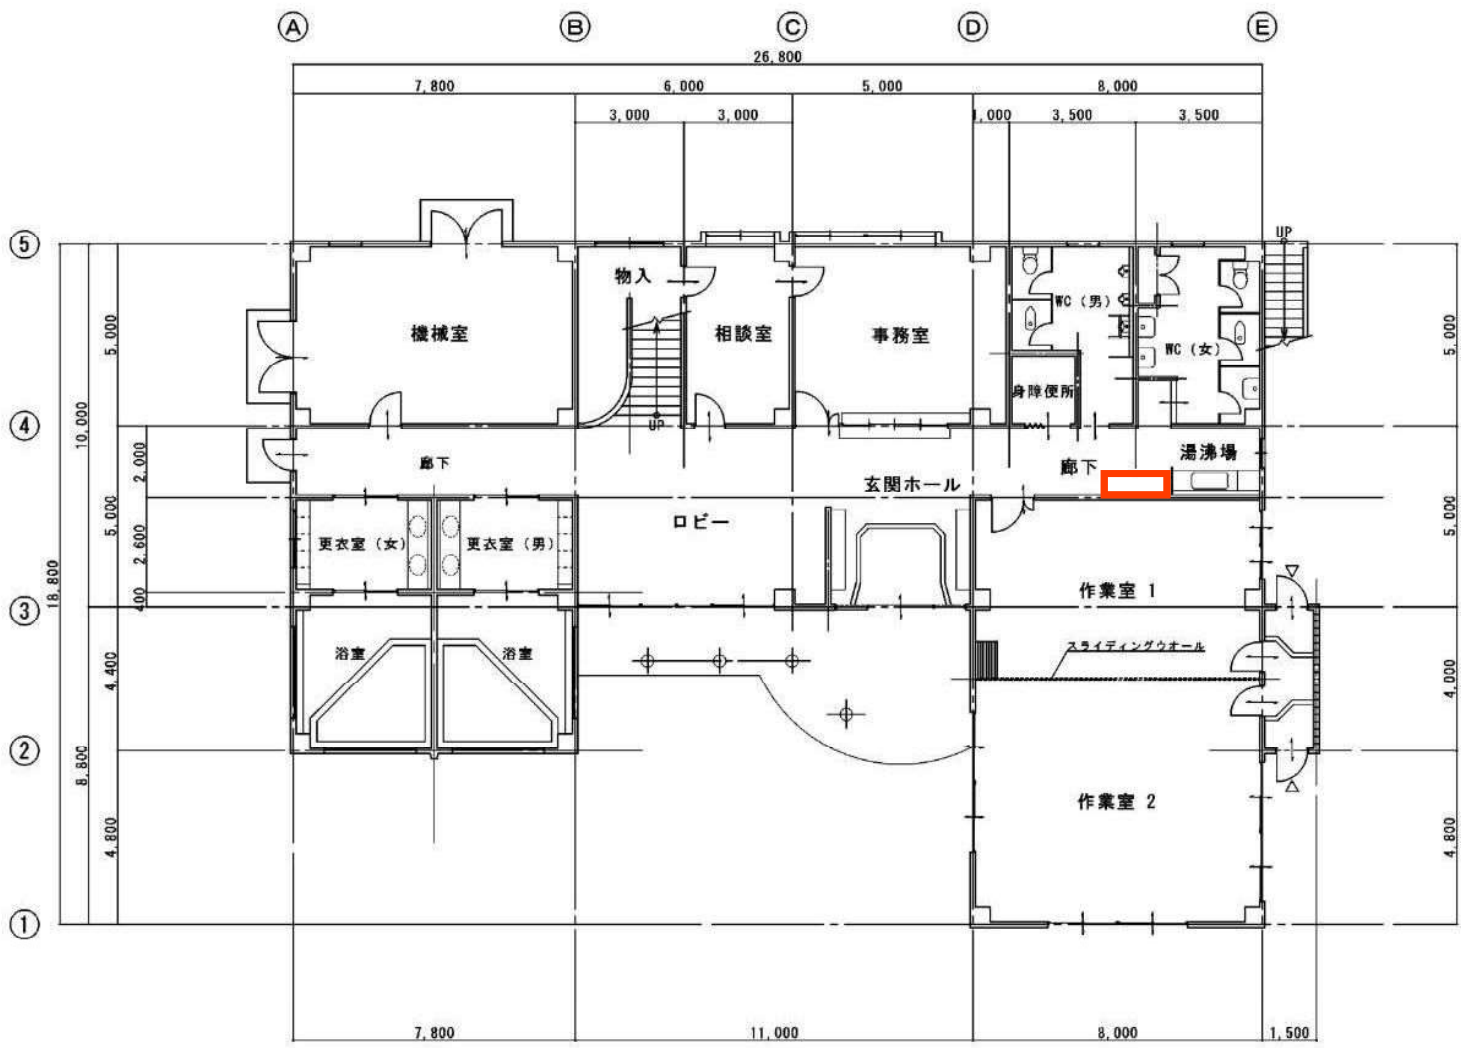 A B C D E
26,800
7,800 6,000 5,000 8,000
3,000 3,000 1,000 3,500 3,500
5 UP
物入
WC（男）
5,000 機械室 相談室 事務室 WC（女） 5,000
身障便所
4 UP
10,000
2,000 廊下 廊下 湯沸場
玄関ホール
5,000 ロビー 5,000
2,600 更衣室（女） 更衣室（男）
18,800
400 作業室 1
3
浴室 浴室 スライディングウオール
4,400 4,000
2
8,800
作業室 2
4,800 4,800
1
7,800 11,000 8,000 1,500